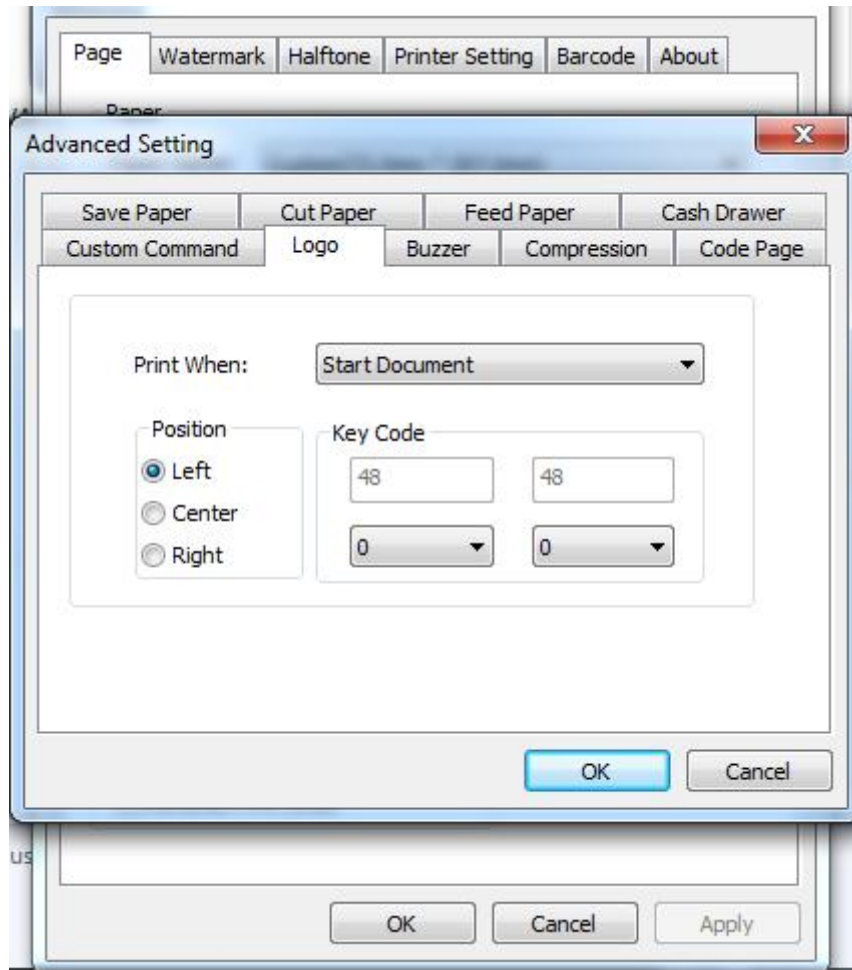 Page Watermark Halftone Printer Setting Barcode About
Paper
Advanced Setting
Save Paper Cut Paper Feed Paper Cash Drawer
Custom Command Logo Buzzer Compression Code Page
Print When: Start Document
Position Key Code
Left 48 48
Center
Right 0 0
OK Cancel
us
OK Cancel Apply